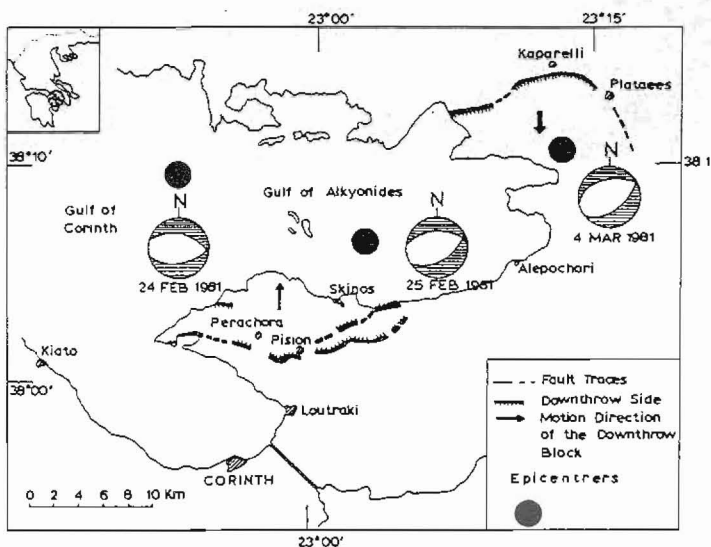 23°00'
23°15'
Kaparelli
Plataees
38°10'
38 1
N
N
N
Gulf of Alkyonides
Gulf of
Corinth
4 MAR 1981
24 FEB 1981
25 FEB 1981
Alepochori
Skinos
Perachora
Pision
Kiato
38°00'
Loutraki
CORINTH
0 2 4 6 8 10 Km
Fault Traces
Downthrow Side
Motion Direction
of the Downthrow
Block
Epicentrers
23°00'